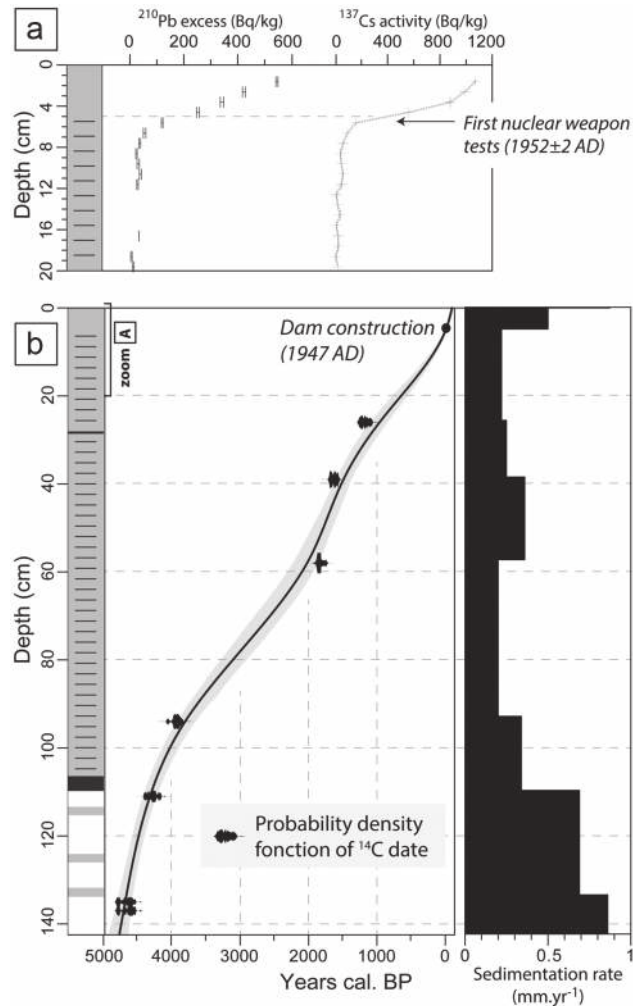 a
²¹⁰Pb excess (Bq/kg)
¹³⁷Cs activity (Bq/kg)
0 200 400 600
0 400 800 1200
Depth (cm)
0
4
8
12
16
20
First nuclear weapon
tests (1952±2 AD)
b
zoom A
Dam construction
(1947 AD)
Depth (cm)
0
20
40
60
80
100
120
140
Probability density
fonction of ¹⁴C date
5000 4000 3000 2000 1000 0
Years cal. BP
0 0.5 1
Sedimentation rate
(mm.yr⁻¹)